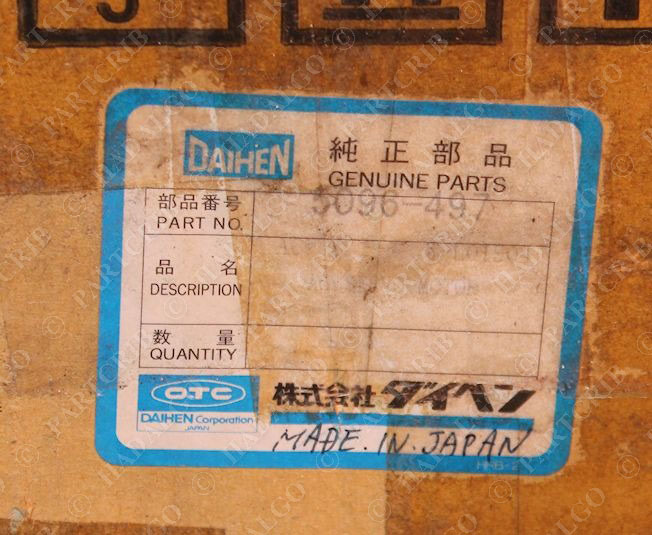 DAIHEN 純正部品
GENUINE PARTS
部品番号
PART NO. 5096-497
品名
DESCRIPTION
数量
QUANTITY
OTC 株式会社ダイヘン
DAIHEN Corporation
JAPAN
MADE.IN.JAPAN